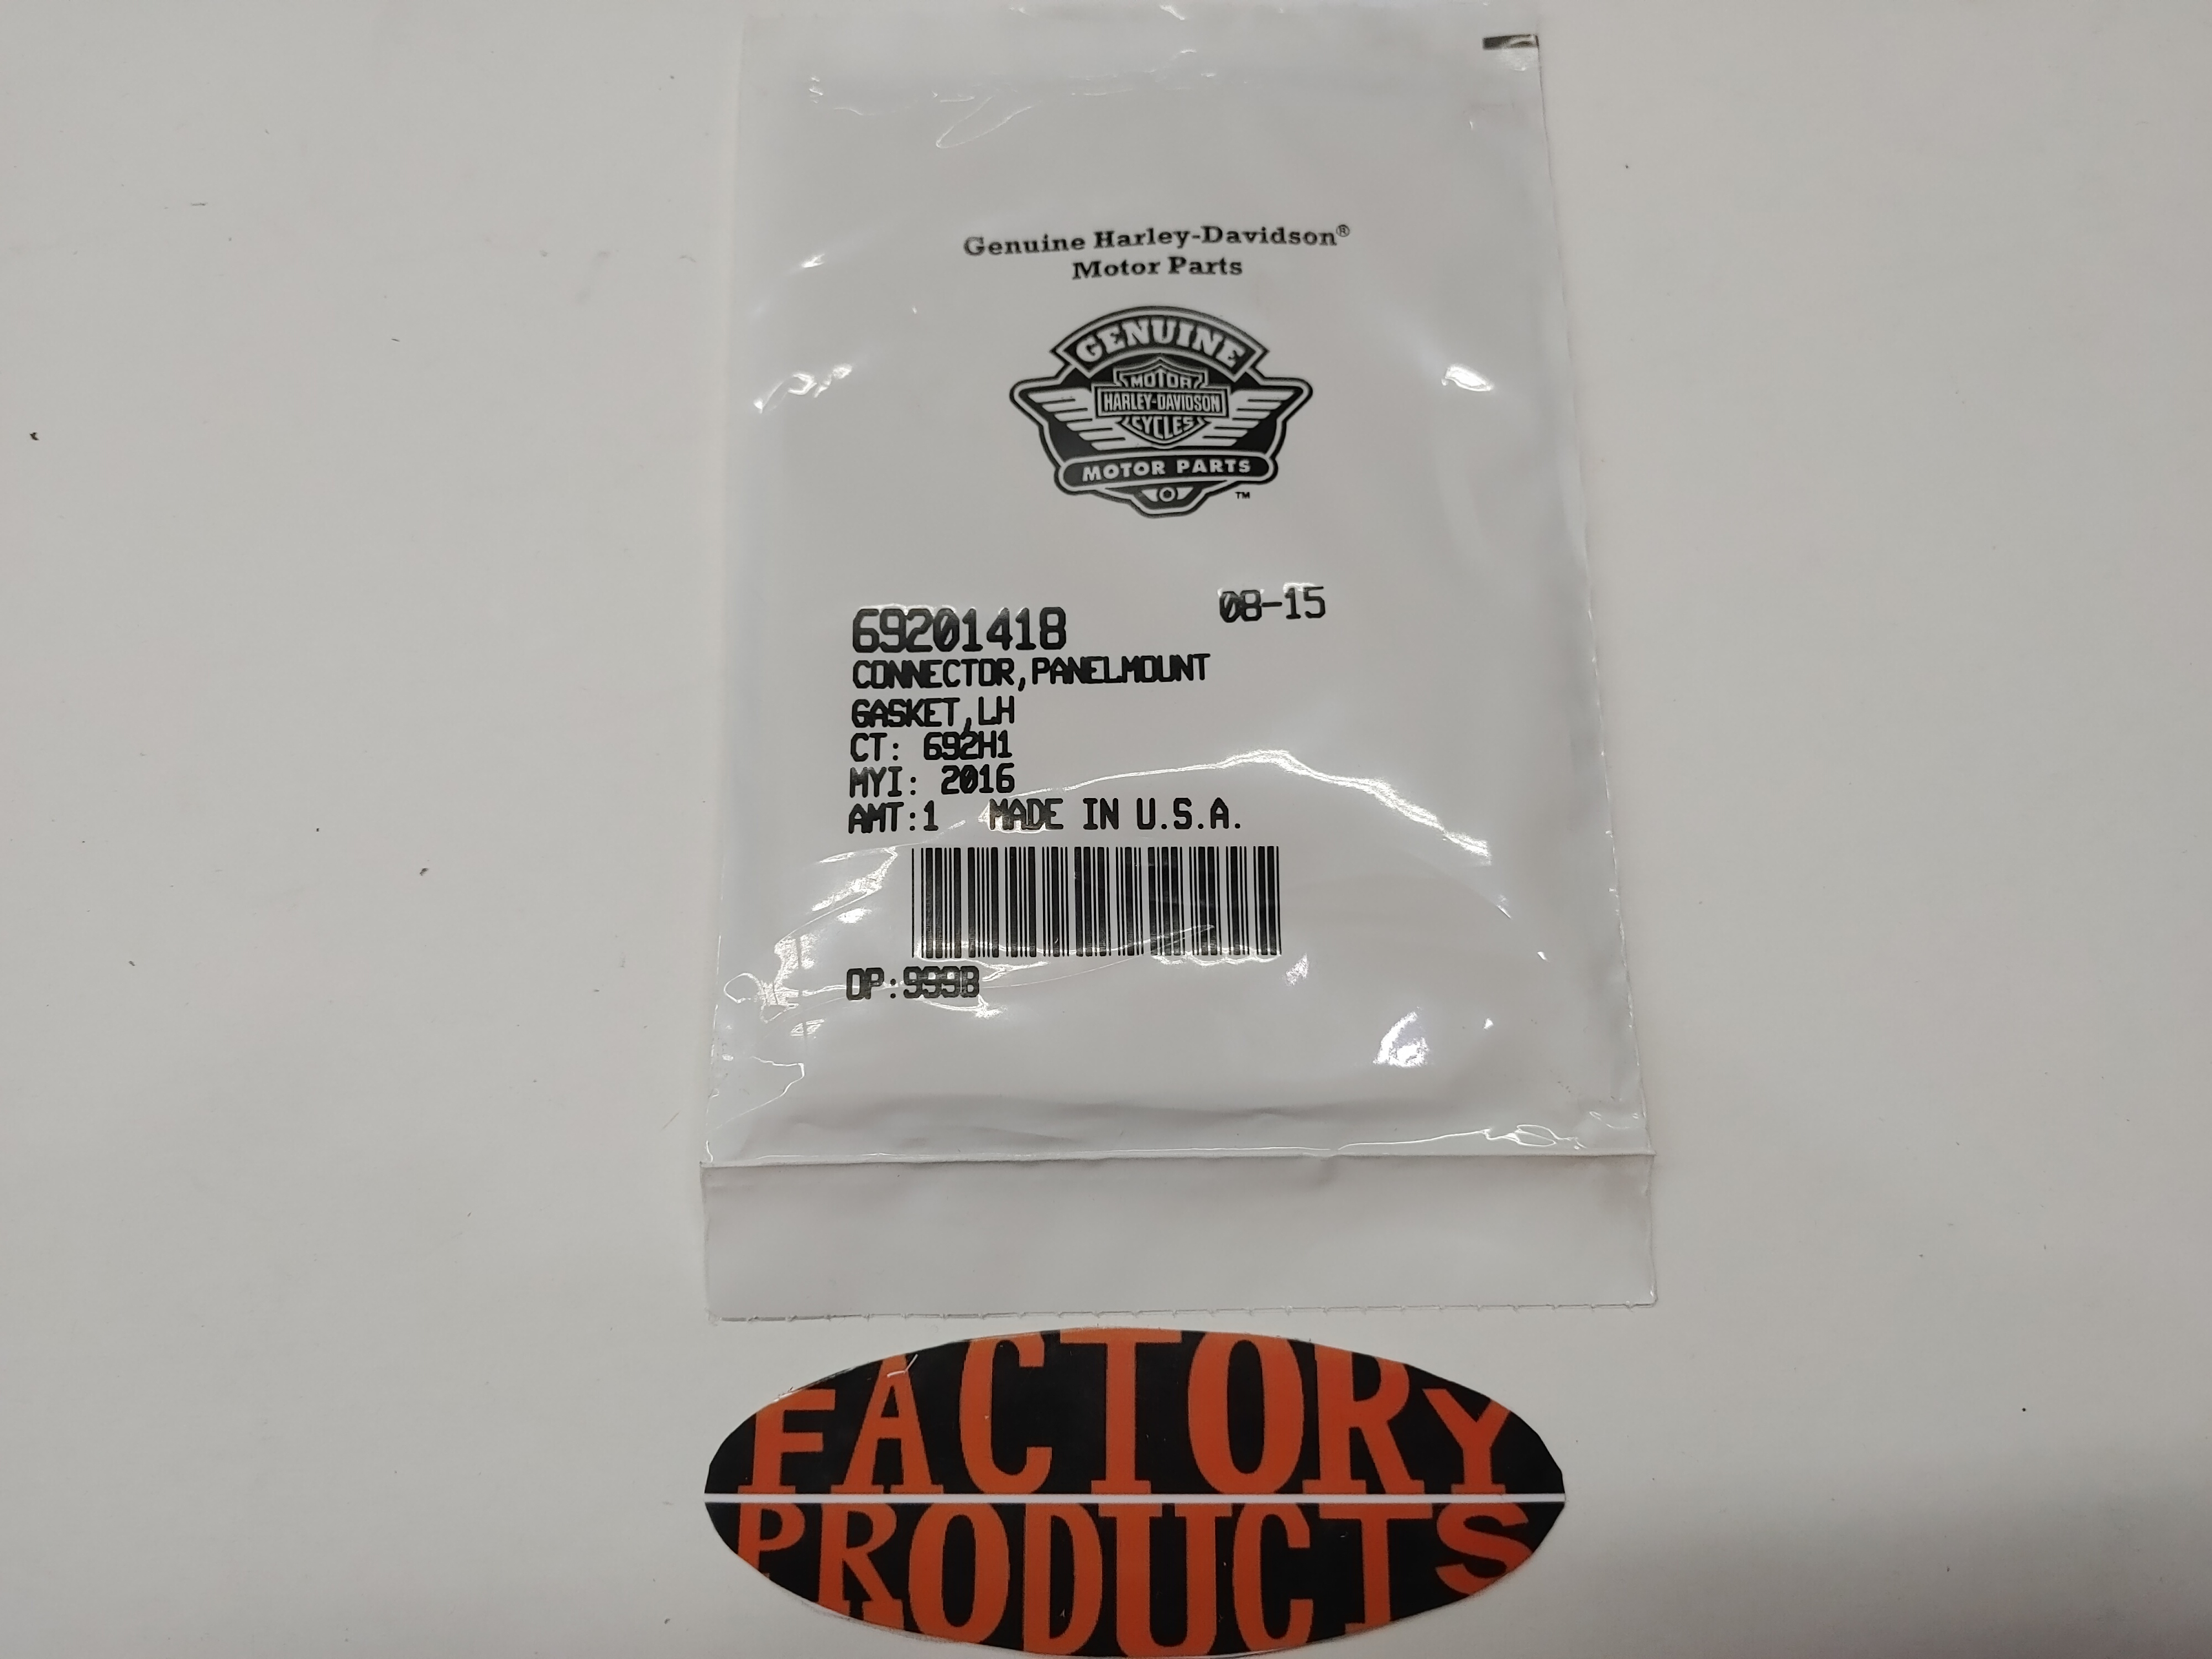 Genuine Harley-Davidson®
Motor Parts
GENUINE
MOTOR
HARLEY-DAVIDSON
CYCLES
MOTOR PARTS
™
08-15
69201418
CONNECTOR,PANELMOUNT
GASKET,LH
CT: 692H1
MYI: 2016
AMT:1 MADE IN U.S.A.
OP:999B
FACTORY
PRODUCTS